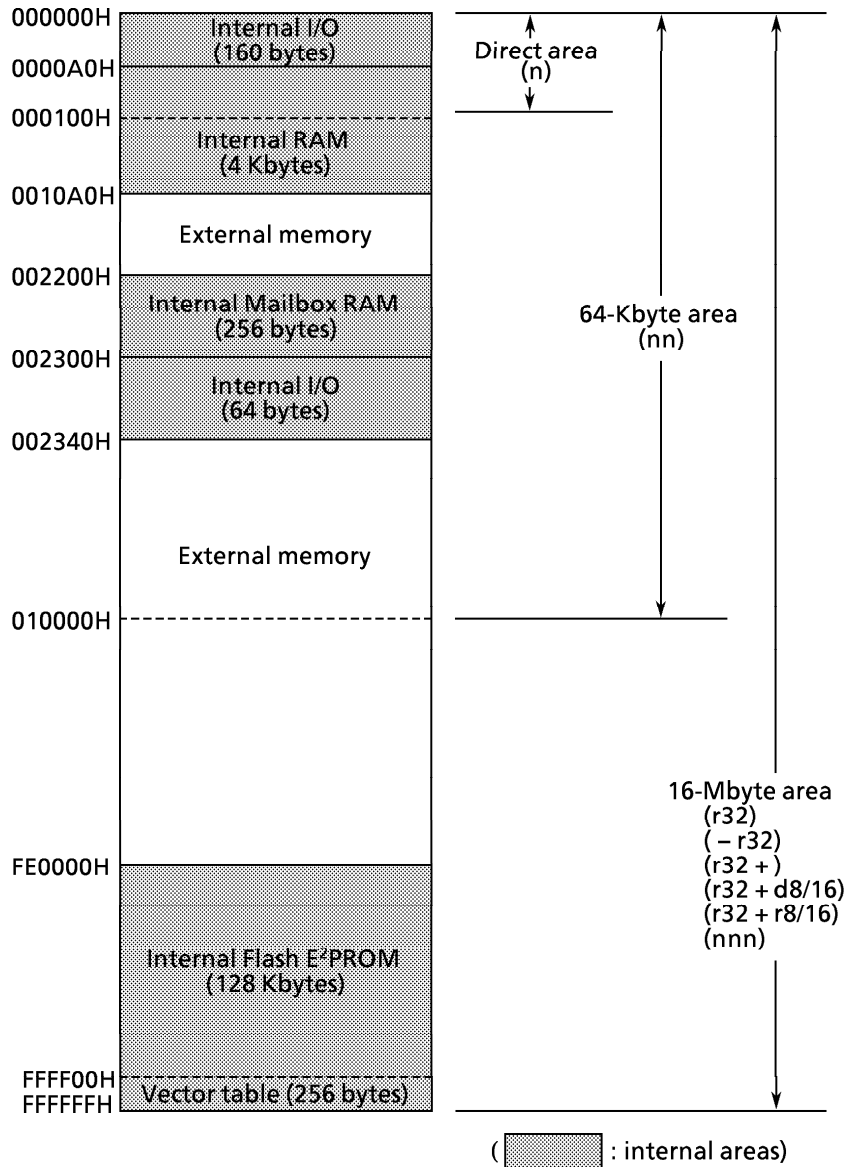 000000H
Internal I/O
(160 bytes)
0000A0H
000100H
Internal RAM
(4 Kbytes)
0010A0H
External memory
002200H
Internal Mailbox RAM
(256 bytes)
002300H
Internal I/O
(64 bytes)
002340H
External memory
010000H
FE0000H
Internal Flash E²PROM
(128 Kbytes)
FFFF00H
Vector table (256 bytes)
FFFFFFH
Direct area
(n)
64-Kbyte area
(nn)
16-Mbyte area
(r32)
( – r32)
(r32 + )
(r32 + d8/16)
(r32 + r8/16)
(nnn)
( : internal areas)